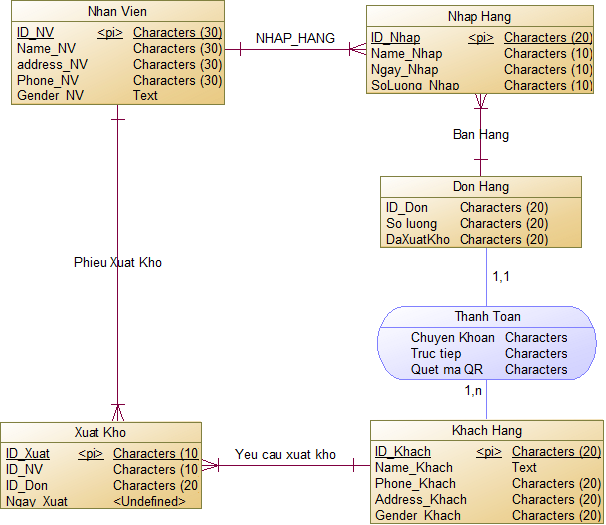 Nhan Vien
ID_NV <pi> Characters (30)
Name_NV Characters (30)
address_NV Characters (30)
Phone_NV Characters (30)
Gender_NV Text
NHAP_HANG
Nhap Hang
ID_Nhap <pi> Characters (20)
Name_Nhap Characters (10)
Ngay_Nhap Characters (10)
SoLuong_Nhap Characters (10)
Ban Hang
Don Hang
ID_Don Characters (20)
So luong Characters (20)
DaXuatKho Characters (20)
Phieu Xuat Kho
1,1
Thanh Toan
Chuyen Khoan Characters
Truc tiep Characters
Quet ma QR Characters
1,n
Xuat Kho
ID_Xuat <pi> Characters (10
ID_NV Characters (10
ID_Don Characters (20
Ngay_Xuat <Undefined>
Yeu cau xuat kho
Khach Hang
ID_Khach <pi> Characters (20)
Name_Khach Text
Phone_Khach Characters (20)
Address_Khach Characters (20)
Gender_Khach Characters (20)